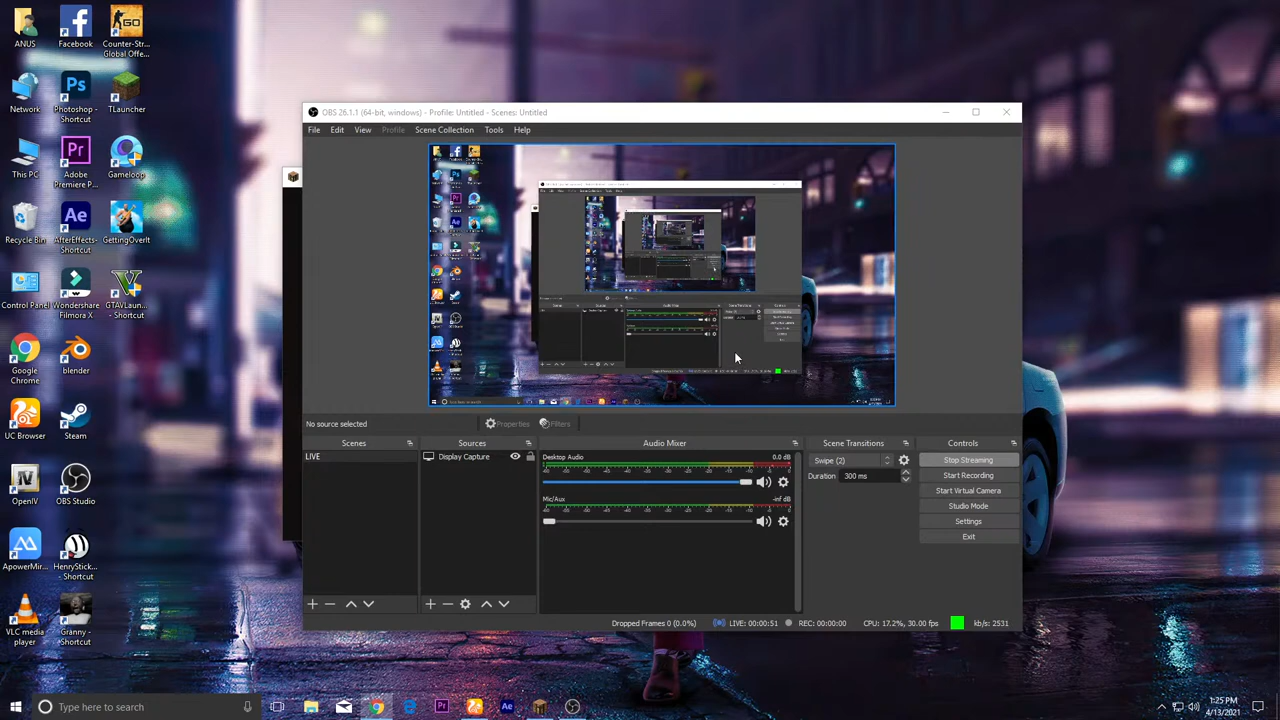 ANUS
Facebook
Counter-Str...
Global Offe...
Network
Photoshop -
Shortcut
TLauncher
This PC
Adobe
Premiere P...
Gameloop
Recycle Bin
AfterEffects-
Shortcut
GettingOverIt
Control Panel
Wondershare
Filmora X
GTAVLaun...
Google
Chrome
blender
UC Browser
Steam
OpenIV
OBS Studio
ApowerMir...
HenryStick...
- Shortcut
VLC media
player
Granny -
Shortcut
OBS 26.1.1 (64-bit, windows) - Profile: Untitled - Scenes: Untitled
File Edit View Profile Scene Collection Tools Help
No source selected Properties Filters
Scenes Sources Audio Mixer Scene Transitions Controls
LIVE
Display Capture
Desktop Audio 0.0 dB
Mic/Aux -inf dB
Swipe (2)
Duration 300 ms
Stop Streaming
Start Recording
Start Virtual Camera
Studio Mode
Settings
Exit
Dropped Frames 0 (0.0%) LIVE: 00:00:51 REC: 00:00:00 CPU: 17.2%, 30.00 fps kb/s: 2531
Type here to search
1:25 PM
4/13/2021